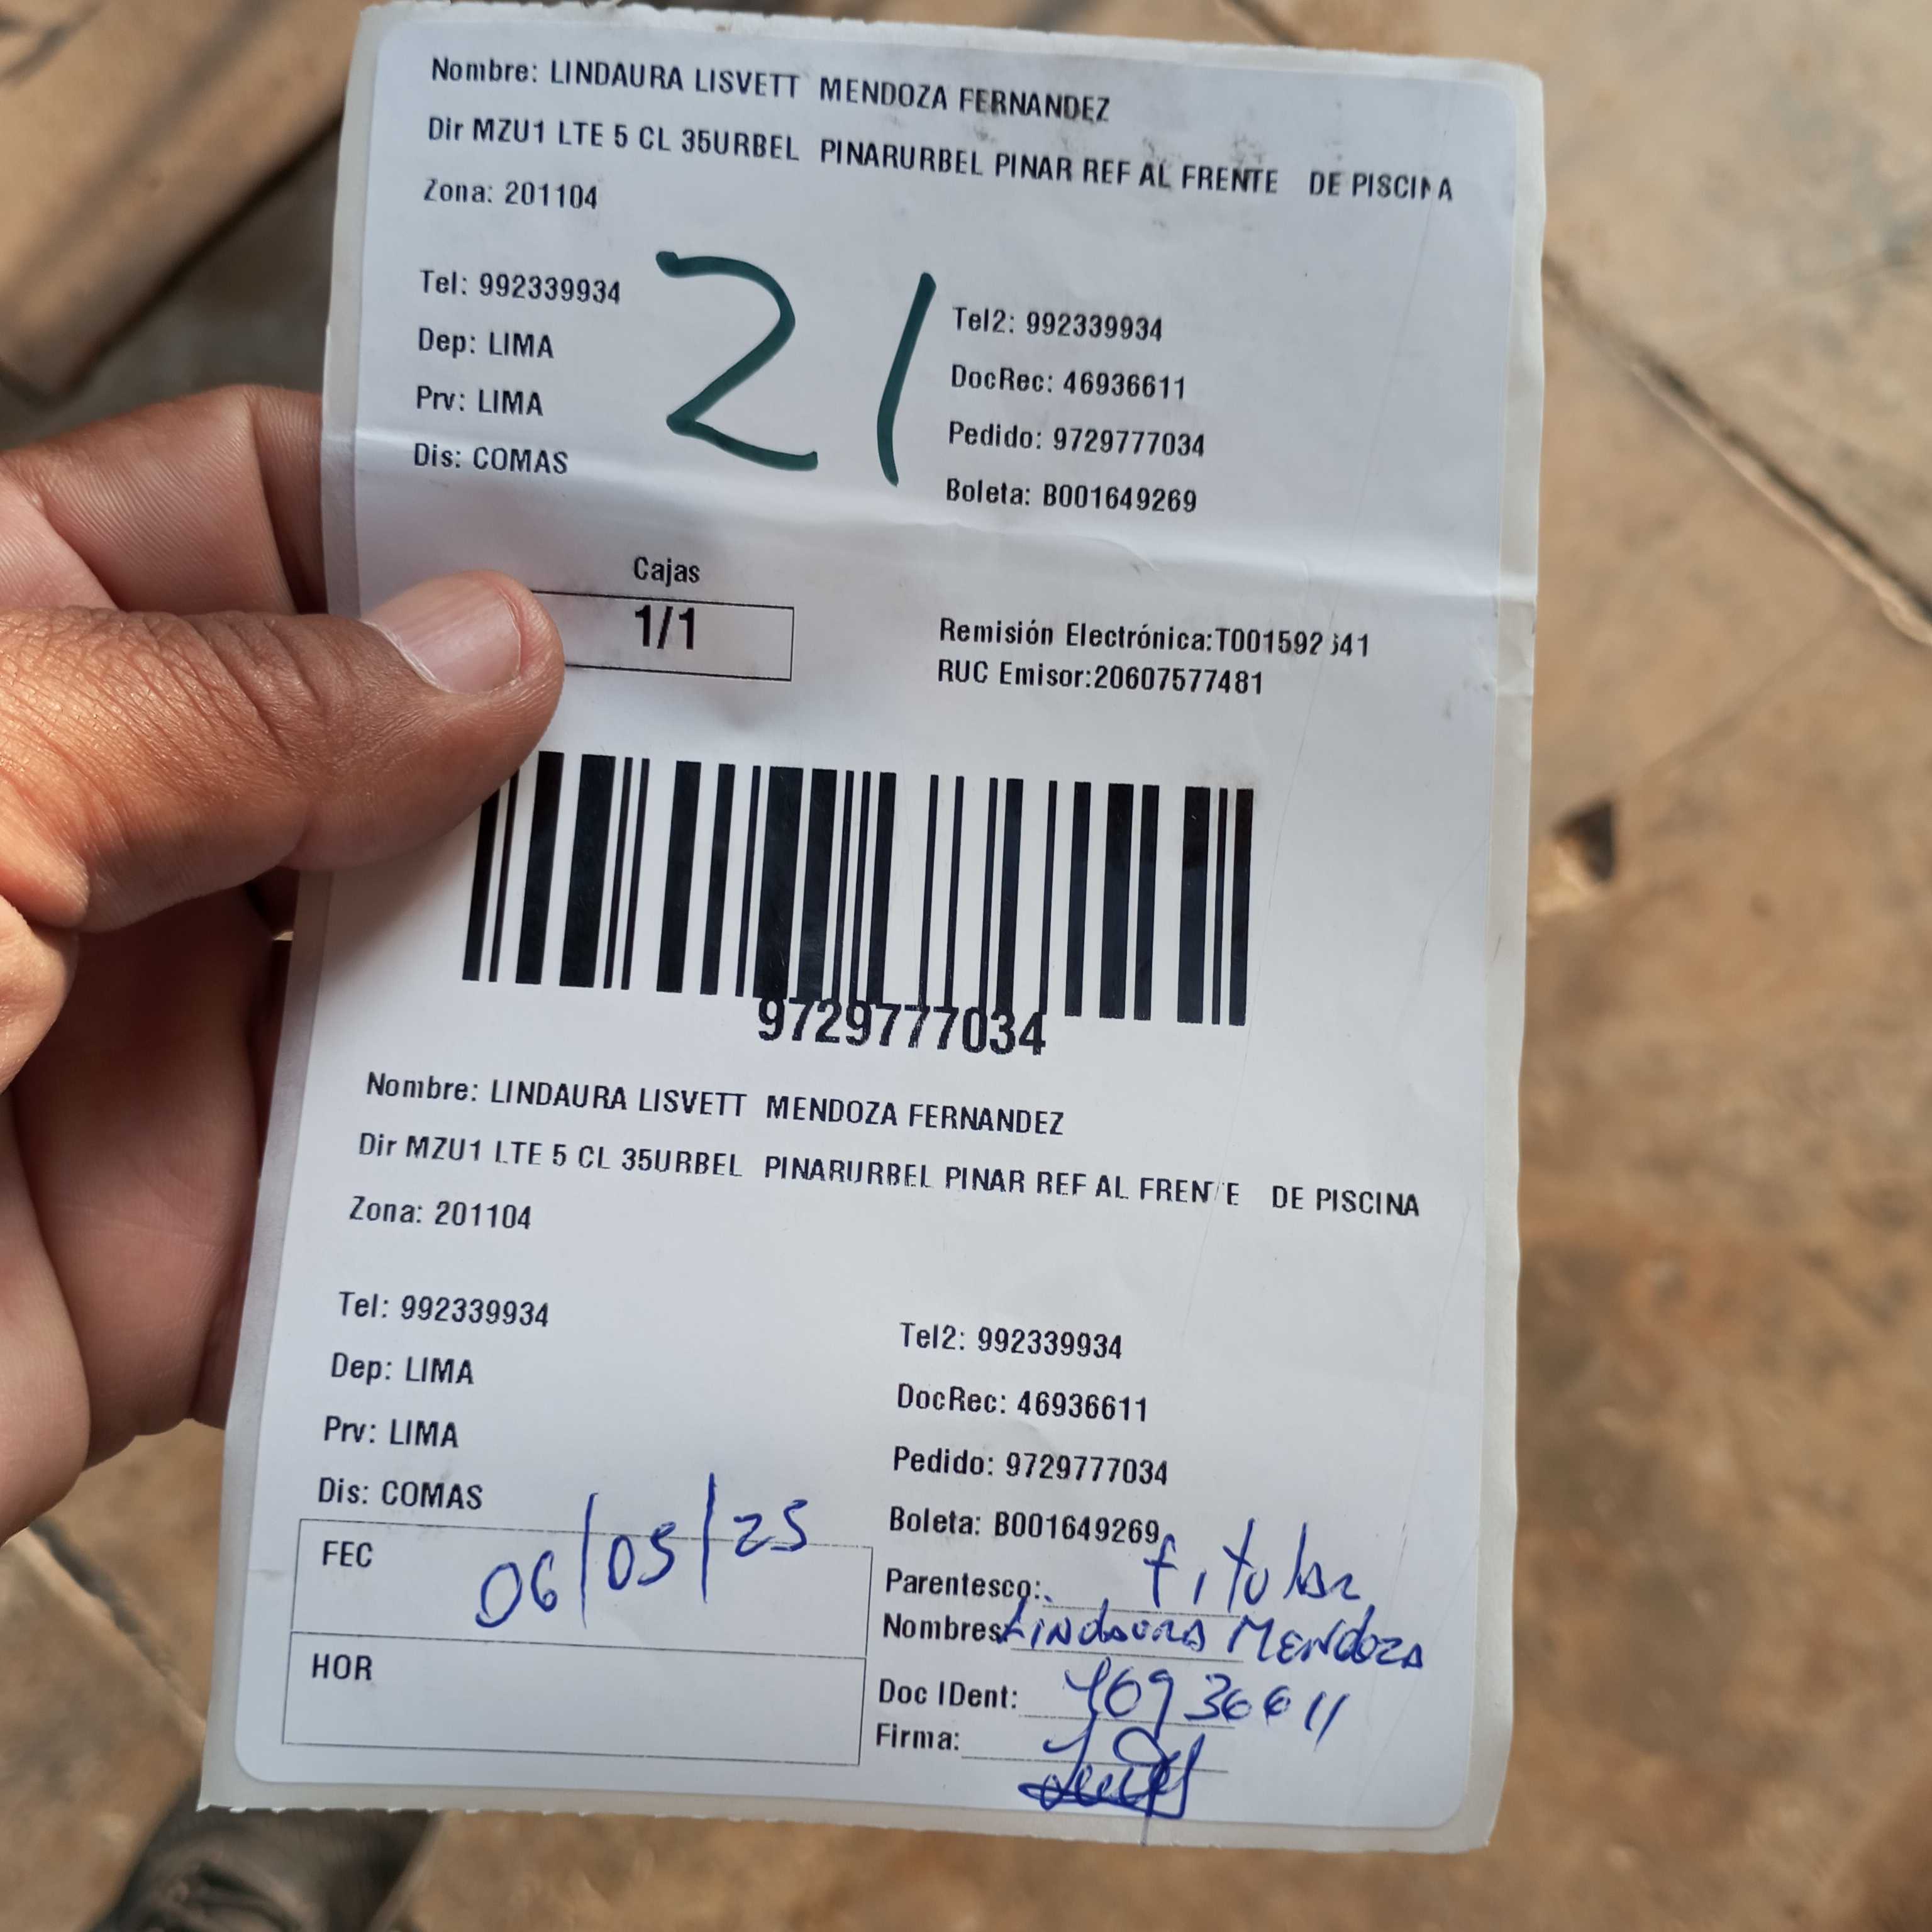 Nombre: LINDAURA LISVETT MENDOZA FERNANDEZ
Dir MZU1 LTE 5 CL 35URBEL PINARURBEL PINAR REF AL FRENTE DE PISCINA
Zona: 201104
21
Tel: 992339934 Tel2: 992339934
Dep: LIMA DocRec: 46936611
Prv: LIMA Pedido: 9729777034
Dis: COMAS Boleta: B001649269
Cajas
1/1
Remisión Electrónica:
RUC Emisor:20607577481
9729777034
Nombre: LINDAURA LISVETT MENDOZA FERNANDEZ
Dir MZU1 LTE 5 CL 35URBEL PINARURBEL PINAR REF AL FRENTE DE PISCINA
Zona: 201104
Tel: 992339934 Tel2: 992339934
Dep: LIMA DocRec: 46936611
Prv: LIMA Pedido: 9729777034
Dis: COMAS Boleta: B001649269
FEC 06/05/25
HOR
Parentesco: titular
Nombres Lindaura Mendoza
Doc IDent: 46936611
Firma: